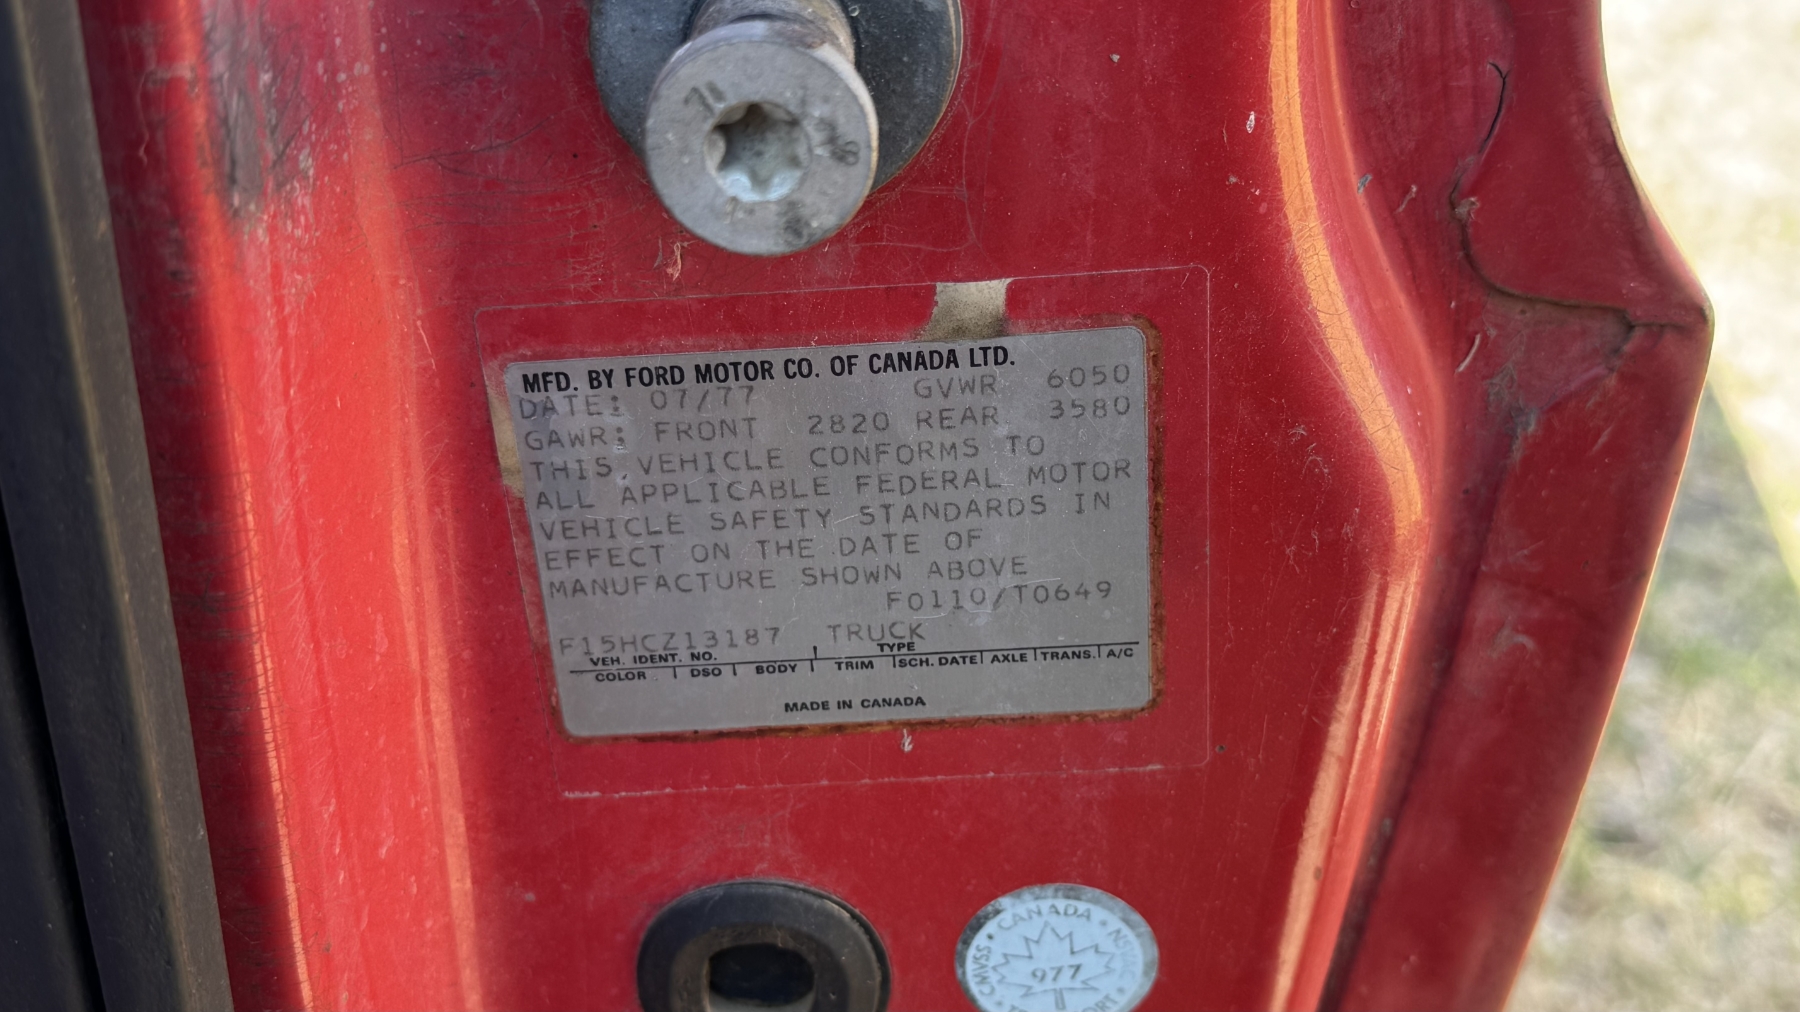 MFD. BY FORD MOTOR CO. OF CANADA LTD.
DATE: 07/77 GVWR 6050
GAWR: FRONT 2820 REAR 3580
THIS VEHICLE CONFORMS TO
ALL APPLICABLE FEDERAL MOTOR
VEHICLE SAFETY STANDARDS IN
EFFECT ON THE DATE OF
MANUFACTURE SHOWN ABOVE
F0110/T0649
F15HCZ13187 TRUCK
VEH. IDENT. NO. TYPE
COLOR DSO BODY TRIM SCH. DATE AXLE TRANS. A/C
MADE IN CANADA
CANADA
CMVSS • NSVAC
977